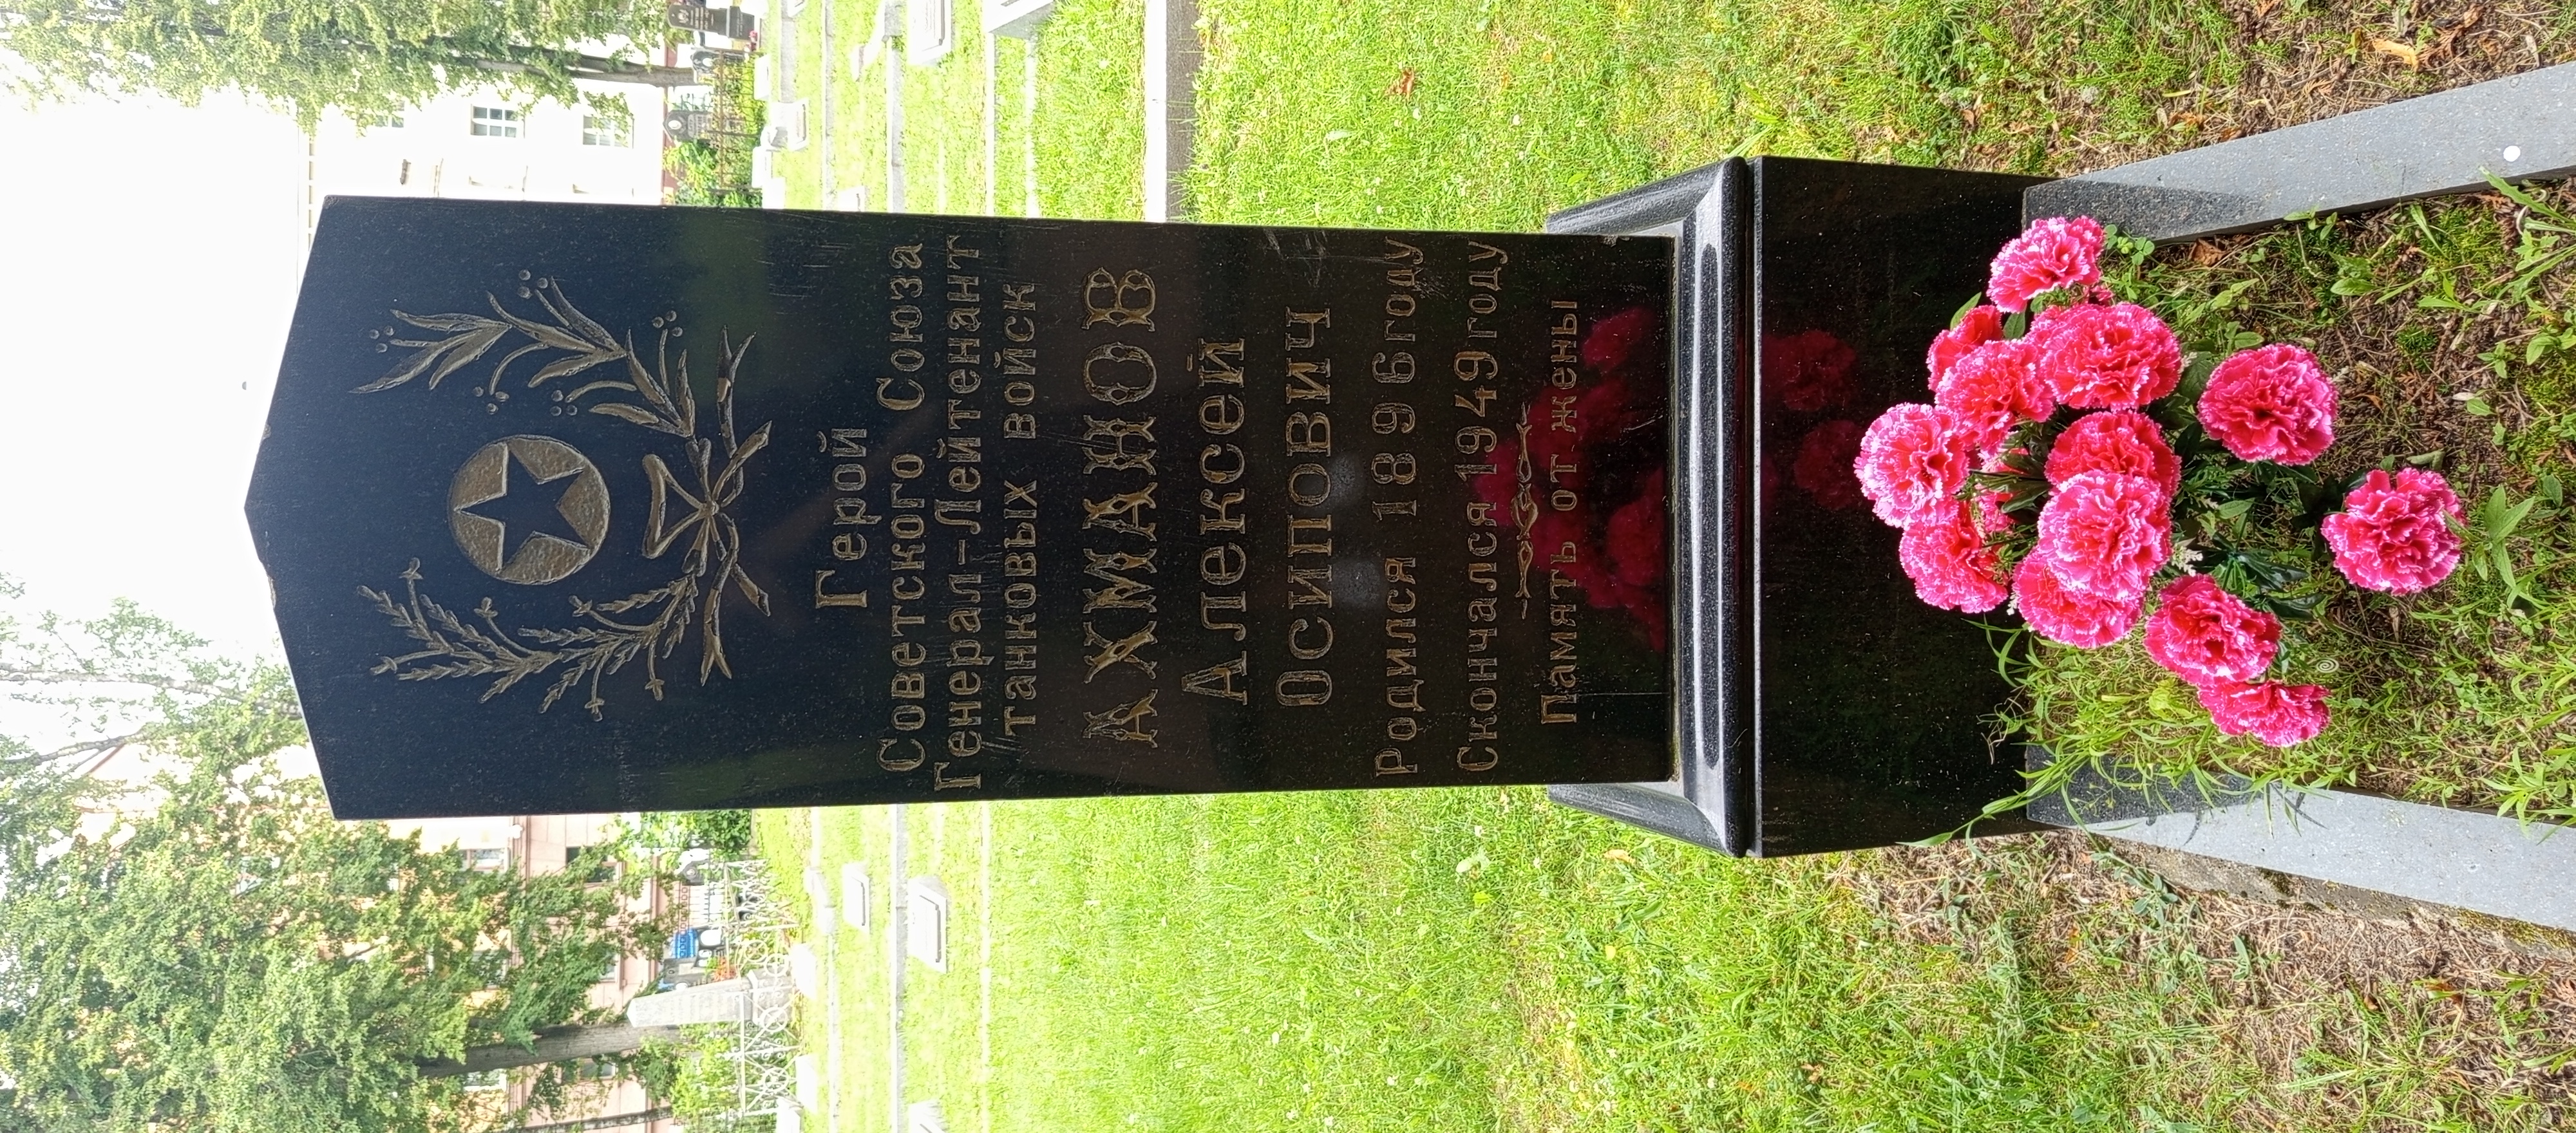 Герой
Советского Союза
Генерал-Лейтенант
танковых войск
АХМАНОВ
Алексей
Осипович
Родился 1896 году
Скончался 1949 году
Память от жены